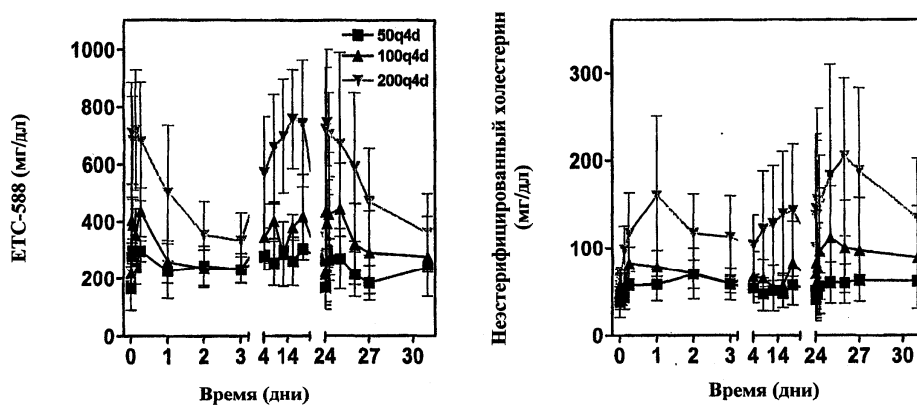 ETC-588 (мг/дл)
1000
800
600
400
200
0
50q4d
100q4d
200q4d
0 1 2 3 4 14 24 27 30
Время (дни)
Неэстерифицированный холестерин
(мг/дл)
300
200
100
0
0 1 2 3 4 14 24 27 30
Время (дни)